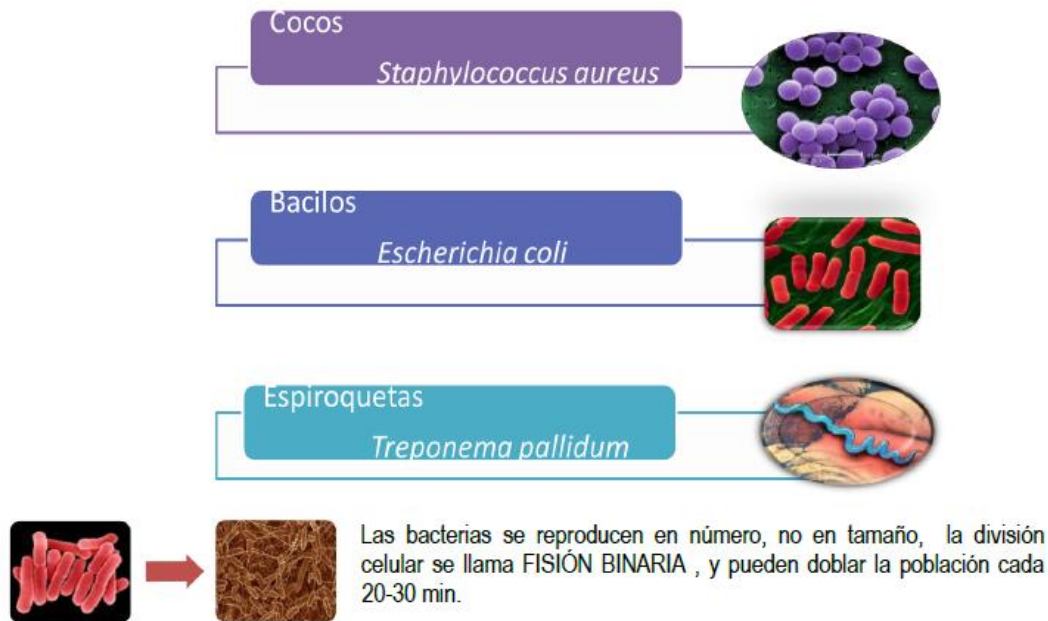 Cocos
Staphylococcus aureus
Bacilos
Escherichia coli
Espiroquetas
Treponema pallidum
Las bacterias se reproducen en número, no en tamaño, la división
celular se llama FISIÓN BINARIA , y pueden doblar la población cada
20-30 min.